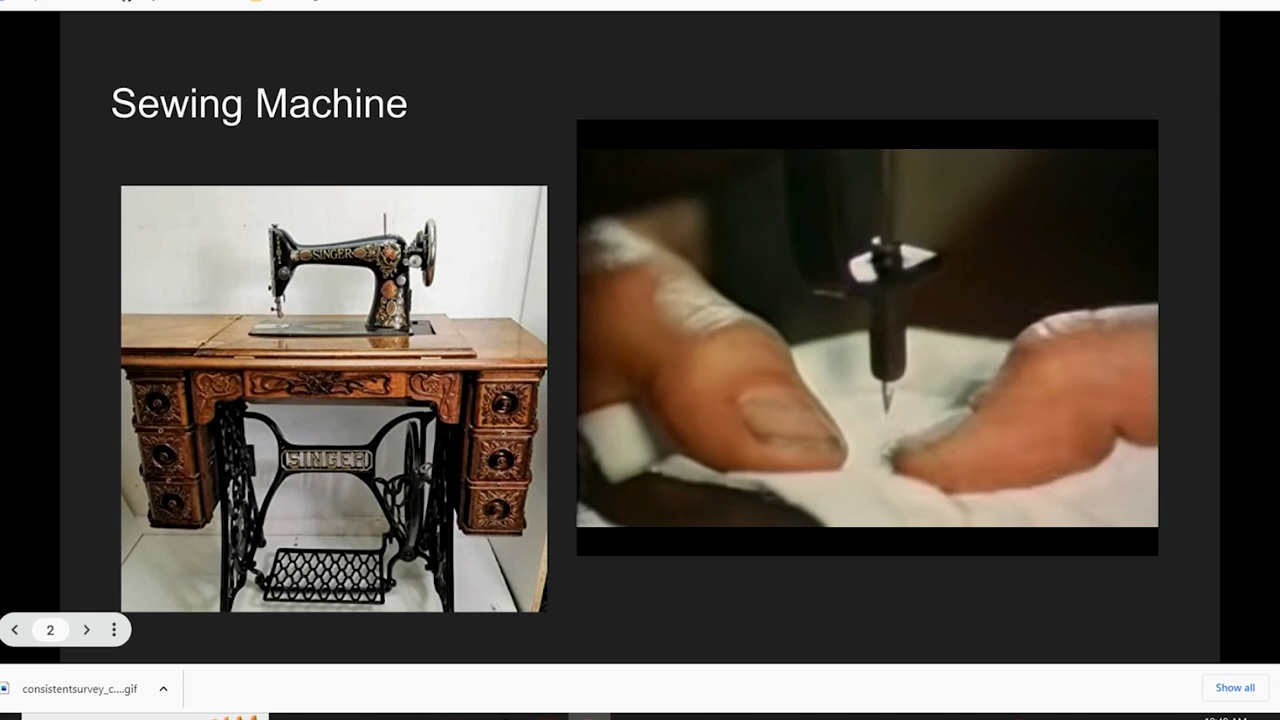 Sewing Machine
SINGER
SINGER
2
consistentsurvey_c....gif
Show all